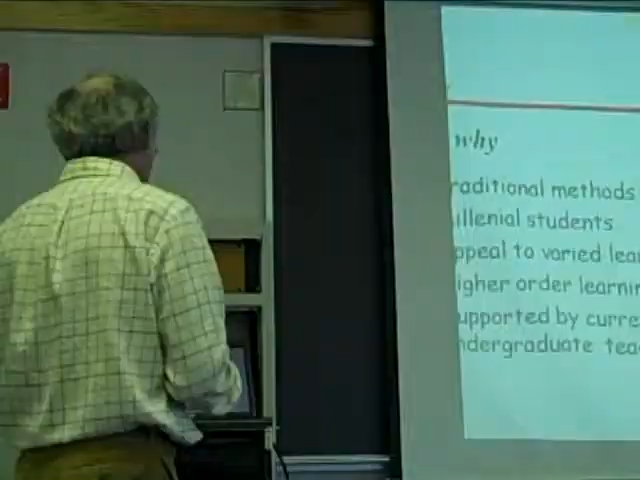 why
raditional methods
illenial students
ppeal to varied lea
igher order learnin
upported by curre
ndergraduate tea